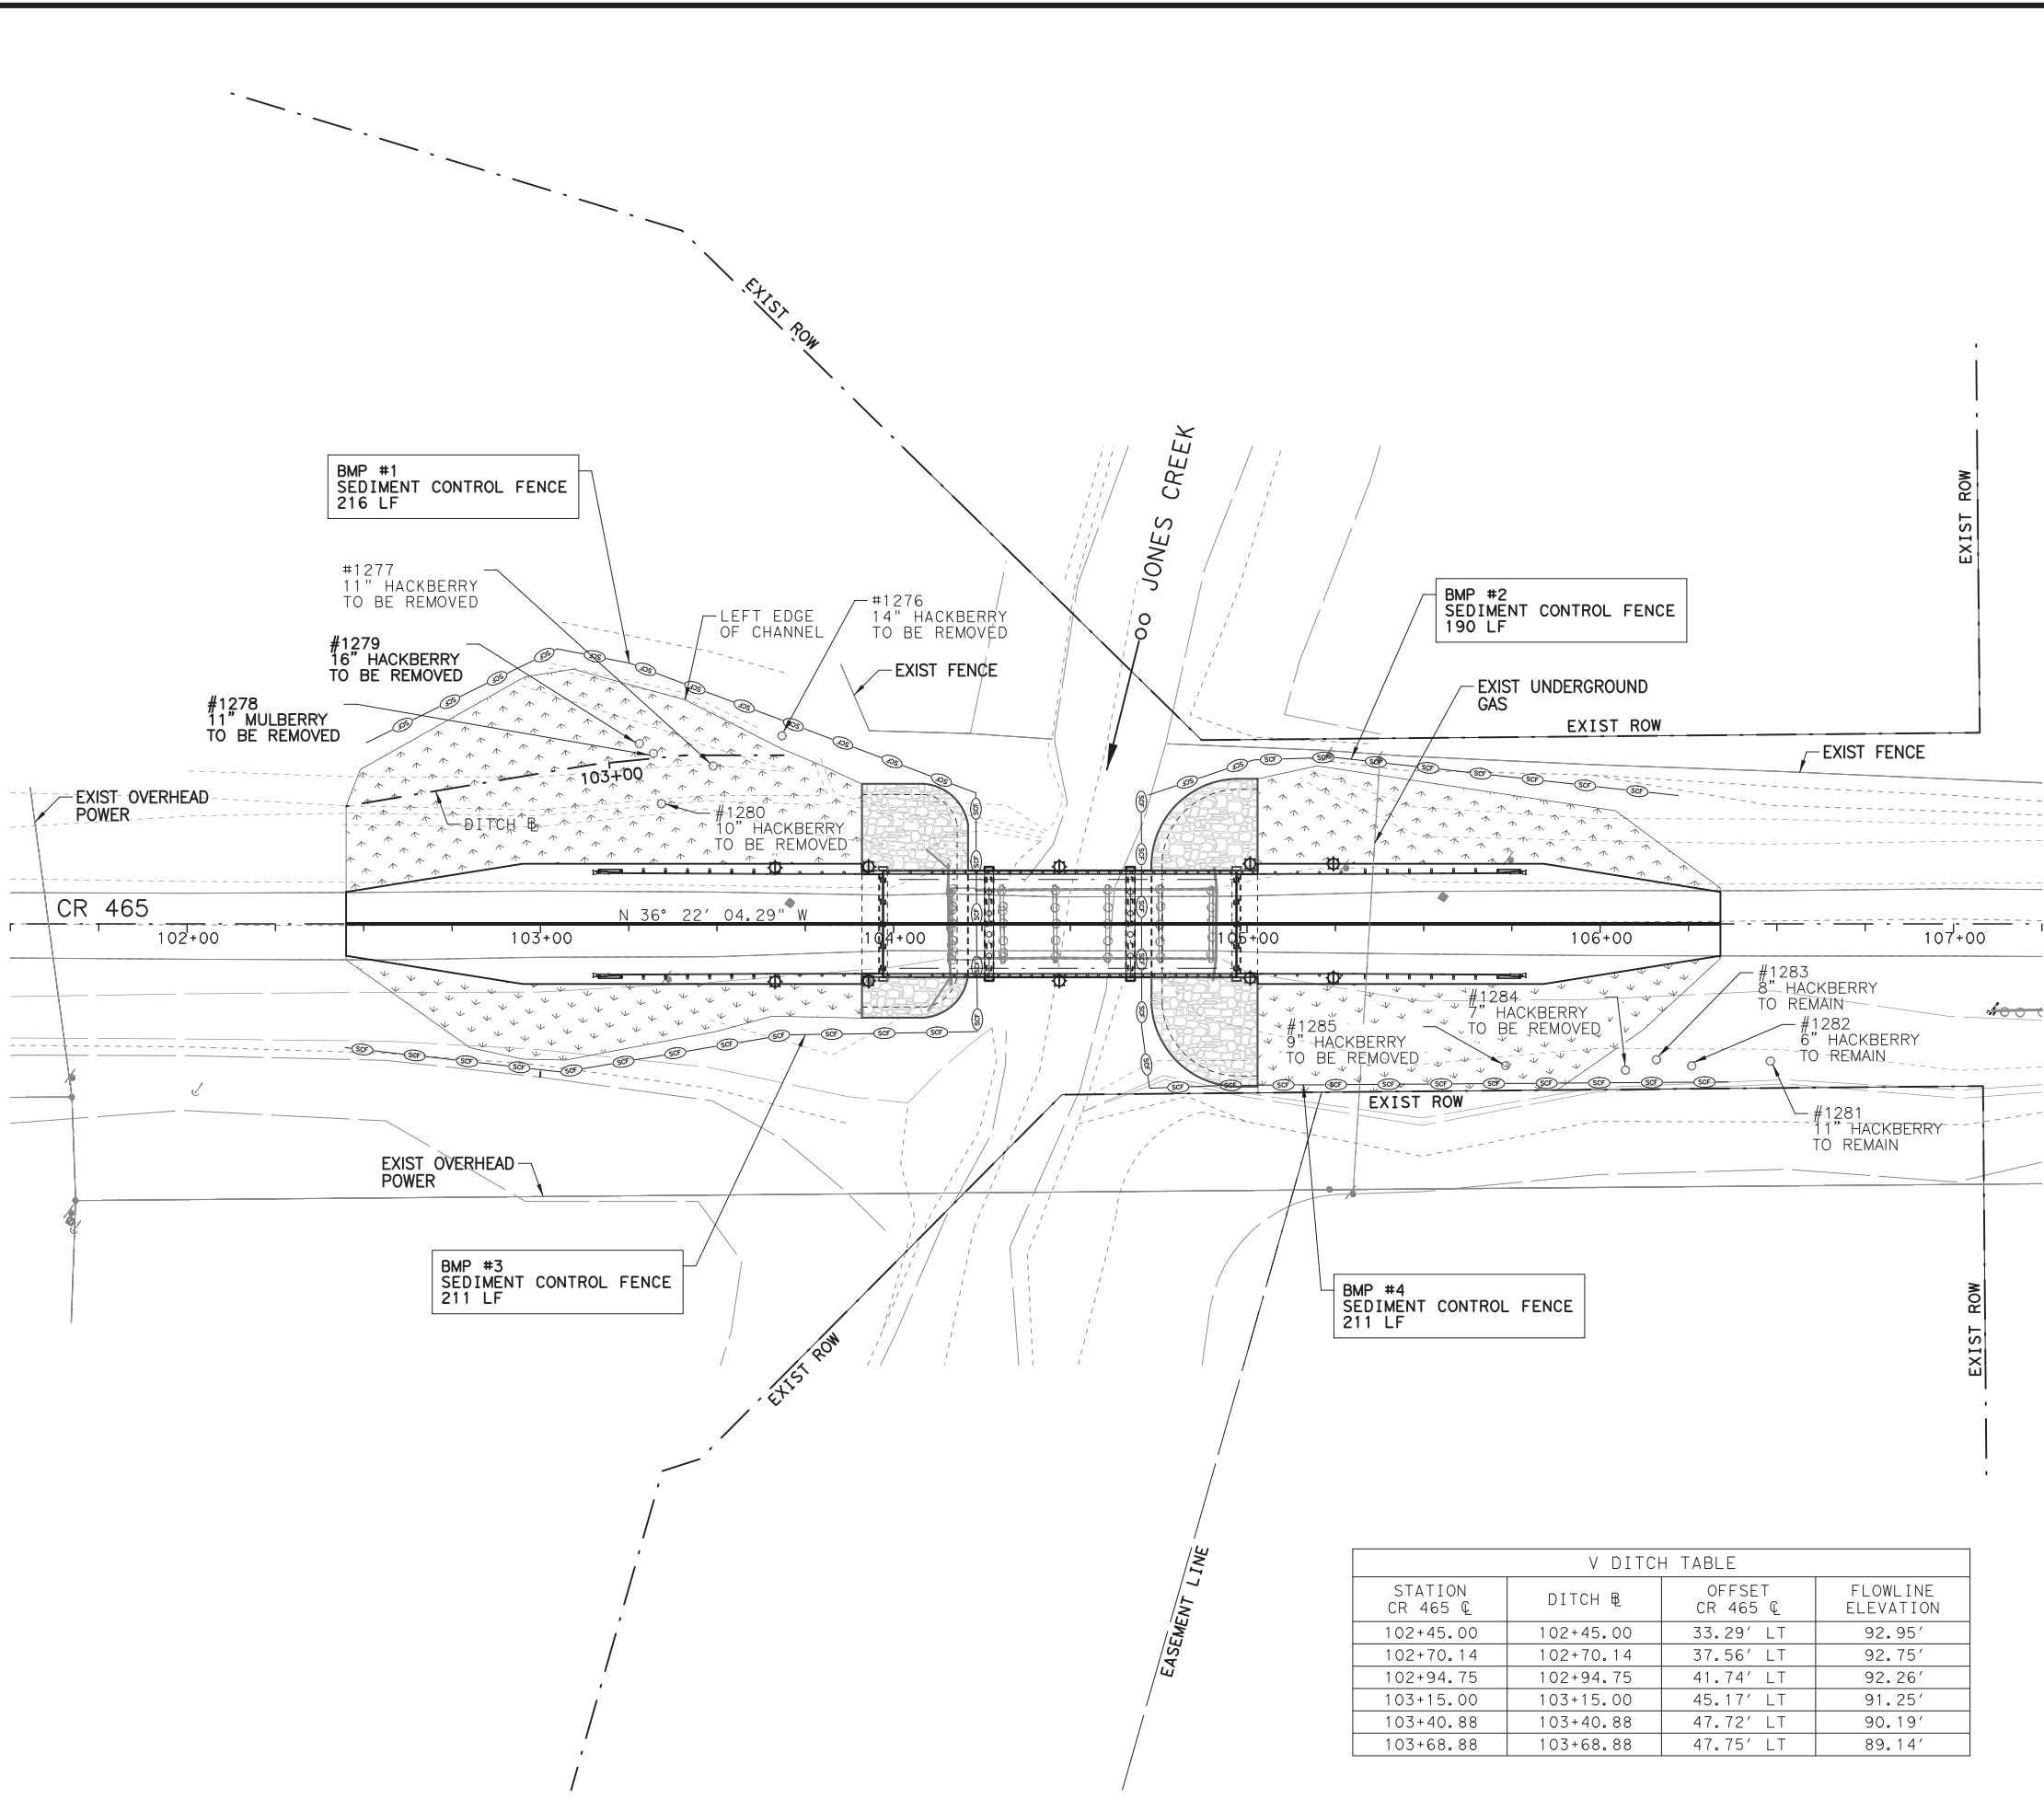 EXIST ROW
JONES CREEK
EXIST ROW
BMP #1
SEDIMENT CONTROL FENCE
216 LF
#1277
11" HACKBERRY
TO BE REMOVED
#1279
16" HACKBERRY
TO BE REMOVED
#1278
11" MULBERRY
TO BE REMOVED
LEFT EDGE
OF CHANNEL
#1276
14" HACKBERRY
TO BE REMOVED
EXIST FENCE
BMP #2
SEDIMENT CONTROL FENCE
190 LF
EXIST UNDERGROUND
GAS
EXIST ROW
EXIST FENCE
EXIST OVERHEAD
POWER
103+00
DITCH ℄
#1280
10" HACKBERRY
TO BE REMOVED
SCF
CR 465
N 36° 22' 04.29" W
102+00
103+00
104+00
105+00
106+00
107+00
#1283
8" HACKBERRY
TO REMAIN
#1284
7" HACKBERRY
TO BE REMOVED
#1285
9" HACKBERRY
TO BE REMOVED
#1282
6" HACKBERRY
TO REMAIN
EXIST ROW
#1281
11" HACKBERRY
TO REMAIN
EXIST OVERHEAD
POWER
BMP #3
SEDIMENT CONTROL FENCE
211 LF
BMP #4
SEDIMENT CONTROL FENCE
211 LF
EXIST ROW
EXIST ROW
EASEMENT LINE
V DITCH TABLE
STATION CR 465 ℄ DITCH ℄ OFFSET CR 465 ℄ FLOWLINE ELEVATION
102+45.00 102+45.00 33.29' LT 92.95'
102+70.14 102+70.14 37.56' LT 92.75'
102+94.75 102+94.75 41.74' LT 92.26'
103+15.00 103+15.00 45.17' LT 91.25'
103+40.88 103+40.88 47.72' LT 90.19'
103+68.88 103+68.88 47.75' LT 89.14'